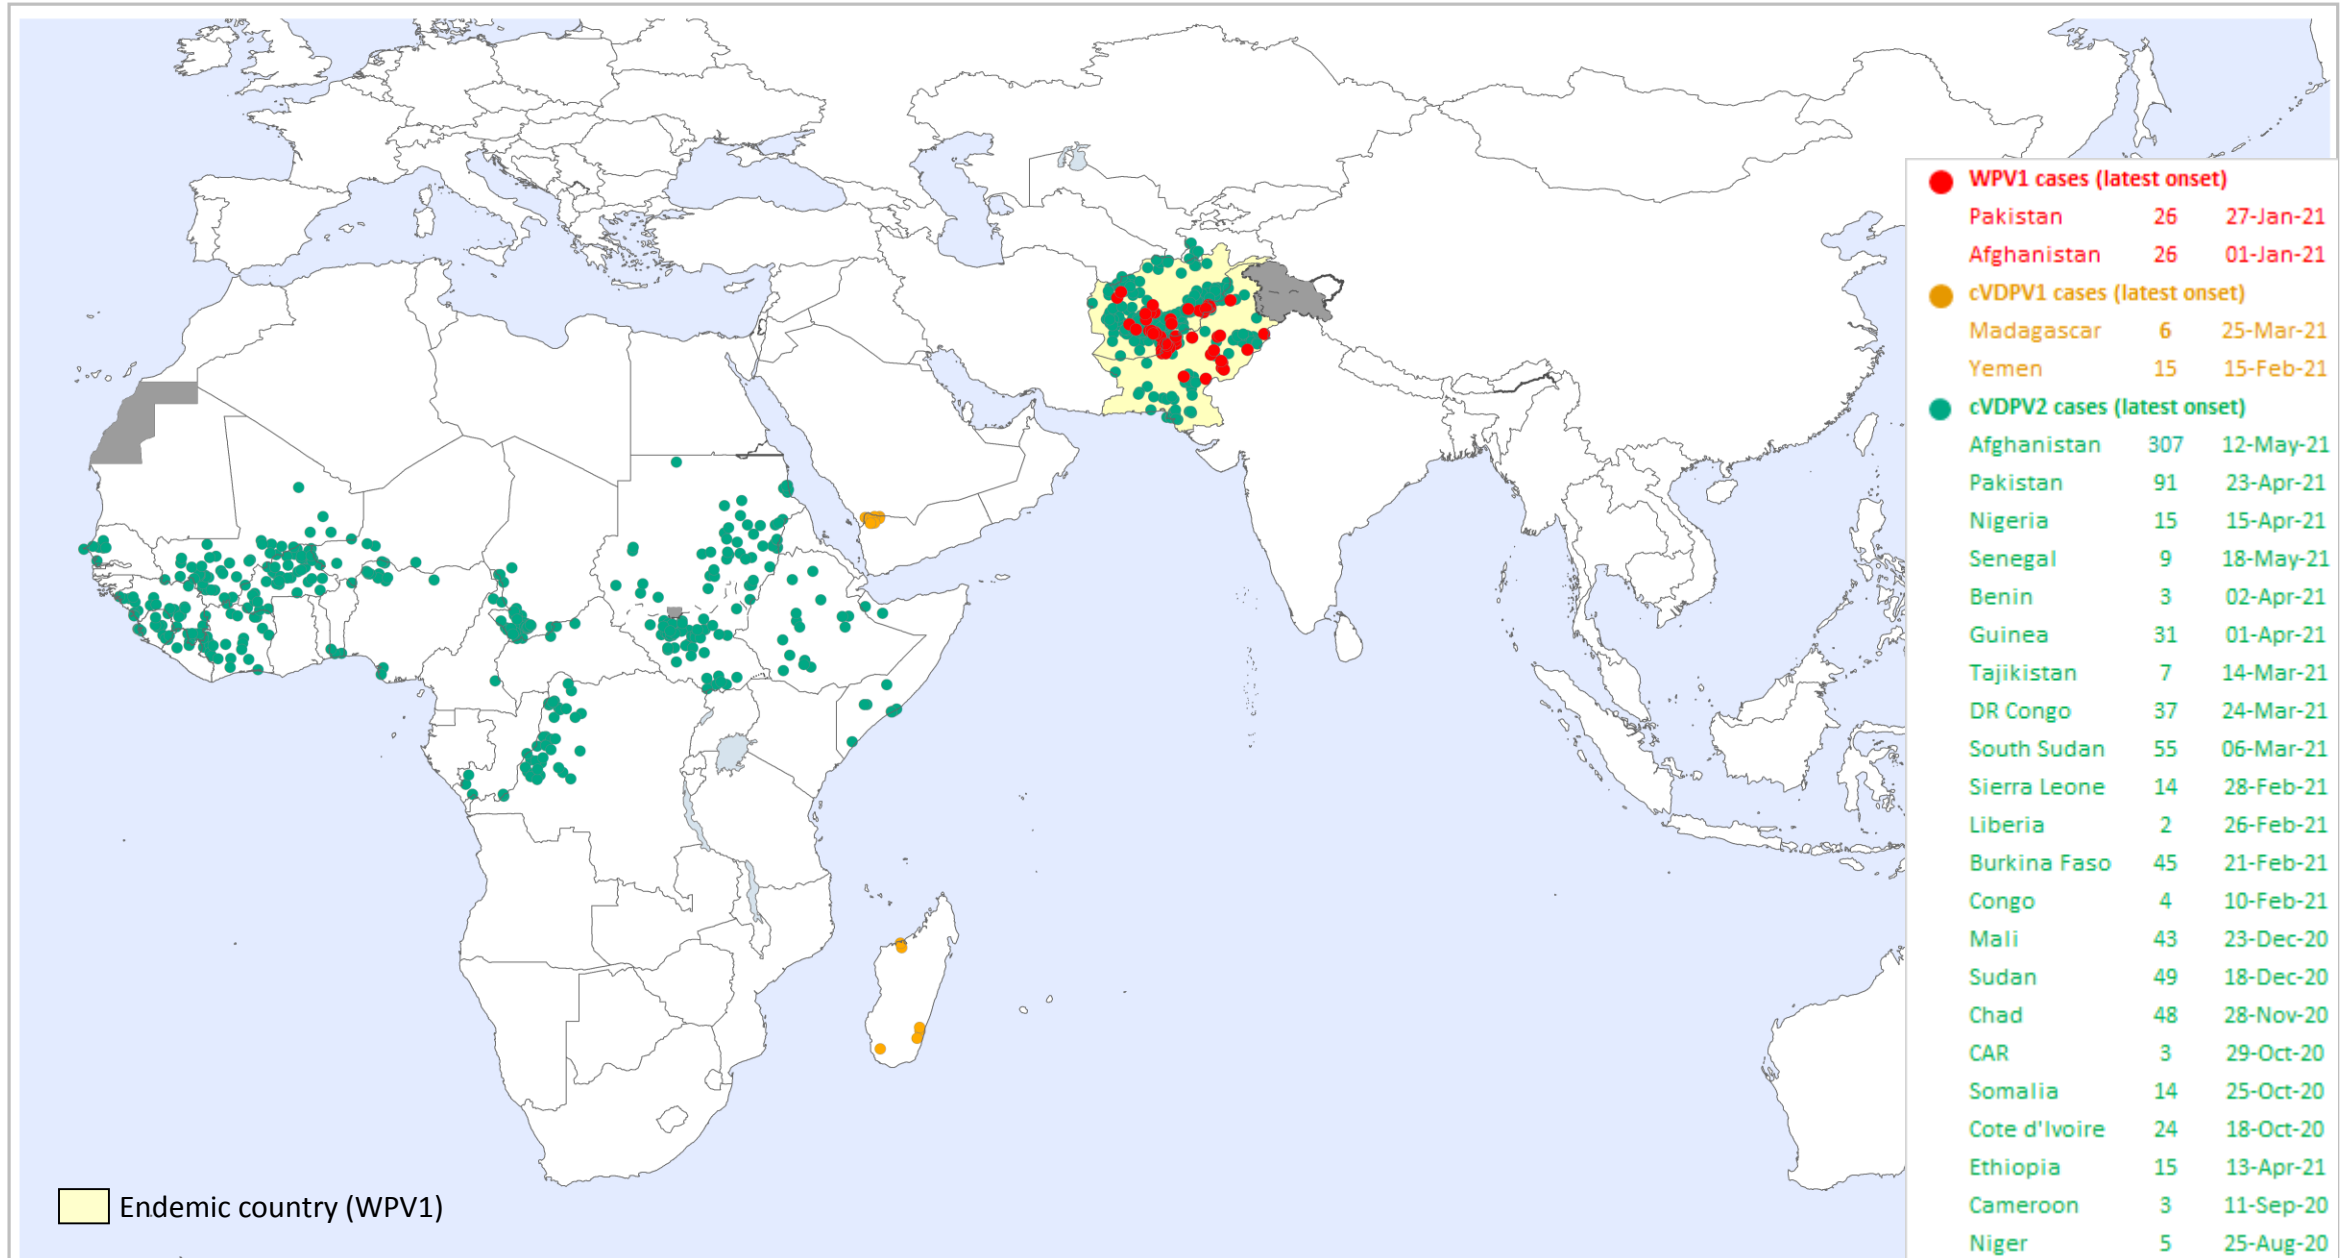 WPV1 cases (latest onset)
Pakistan 26 27-Jan-21
Afghanistan 26 01-Jan-21
cVDPV1 cases (latest onset)
Madagascar 6 25-Mar-21
Yemen 15 15-Feb-21
cVDPV2 cases (latest onset)
Afghanistan 307 12-May-21
Pakistan 91 23-Apr-21
Nigeria 15 15-Apr-21
Senegal 9 18-May-21
Benin 3 02-Apr-21
Guinea 31 01-Apr-21
Tajikistan 7 14-Mar-21
DR Congo 37 24-Mar-21
South Sudan 55 06-Mar-21
Sierra Leone 14 28-Feb-21
Liberia 2 26-Feb-21
Burkina Faso 45 21-Feb-21
Congo 4 10-Feb-21
Mali 43 23-Dec-20
Sudan 49 18-Dec-20
Chad 48 28-Nov-20
CAR 3 29-Oct-20
Somalia 14 25-Oct-20
Cote d'Ivoire 24 18-Oct-20
Ethiopia 15 13-Apr-21
Cameroon 3 11-Sep-20
Niger 5 25-Aug-20
Endemic country (WPV1)